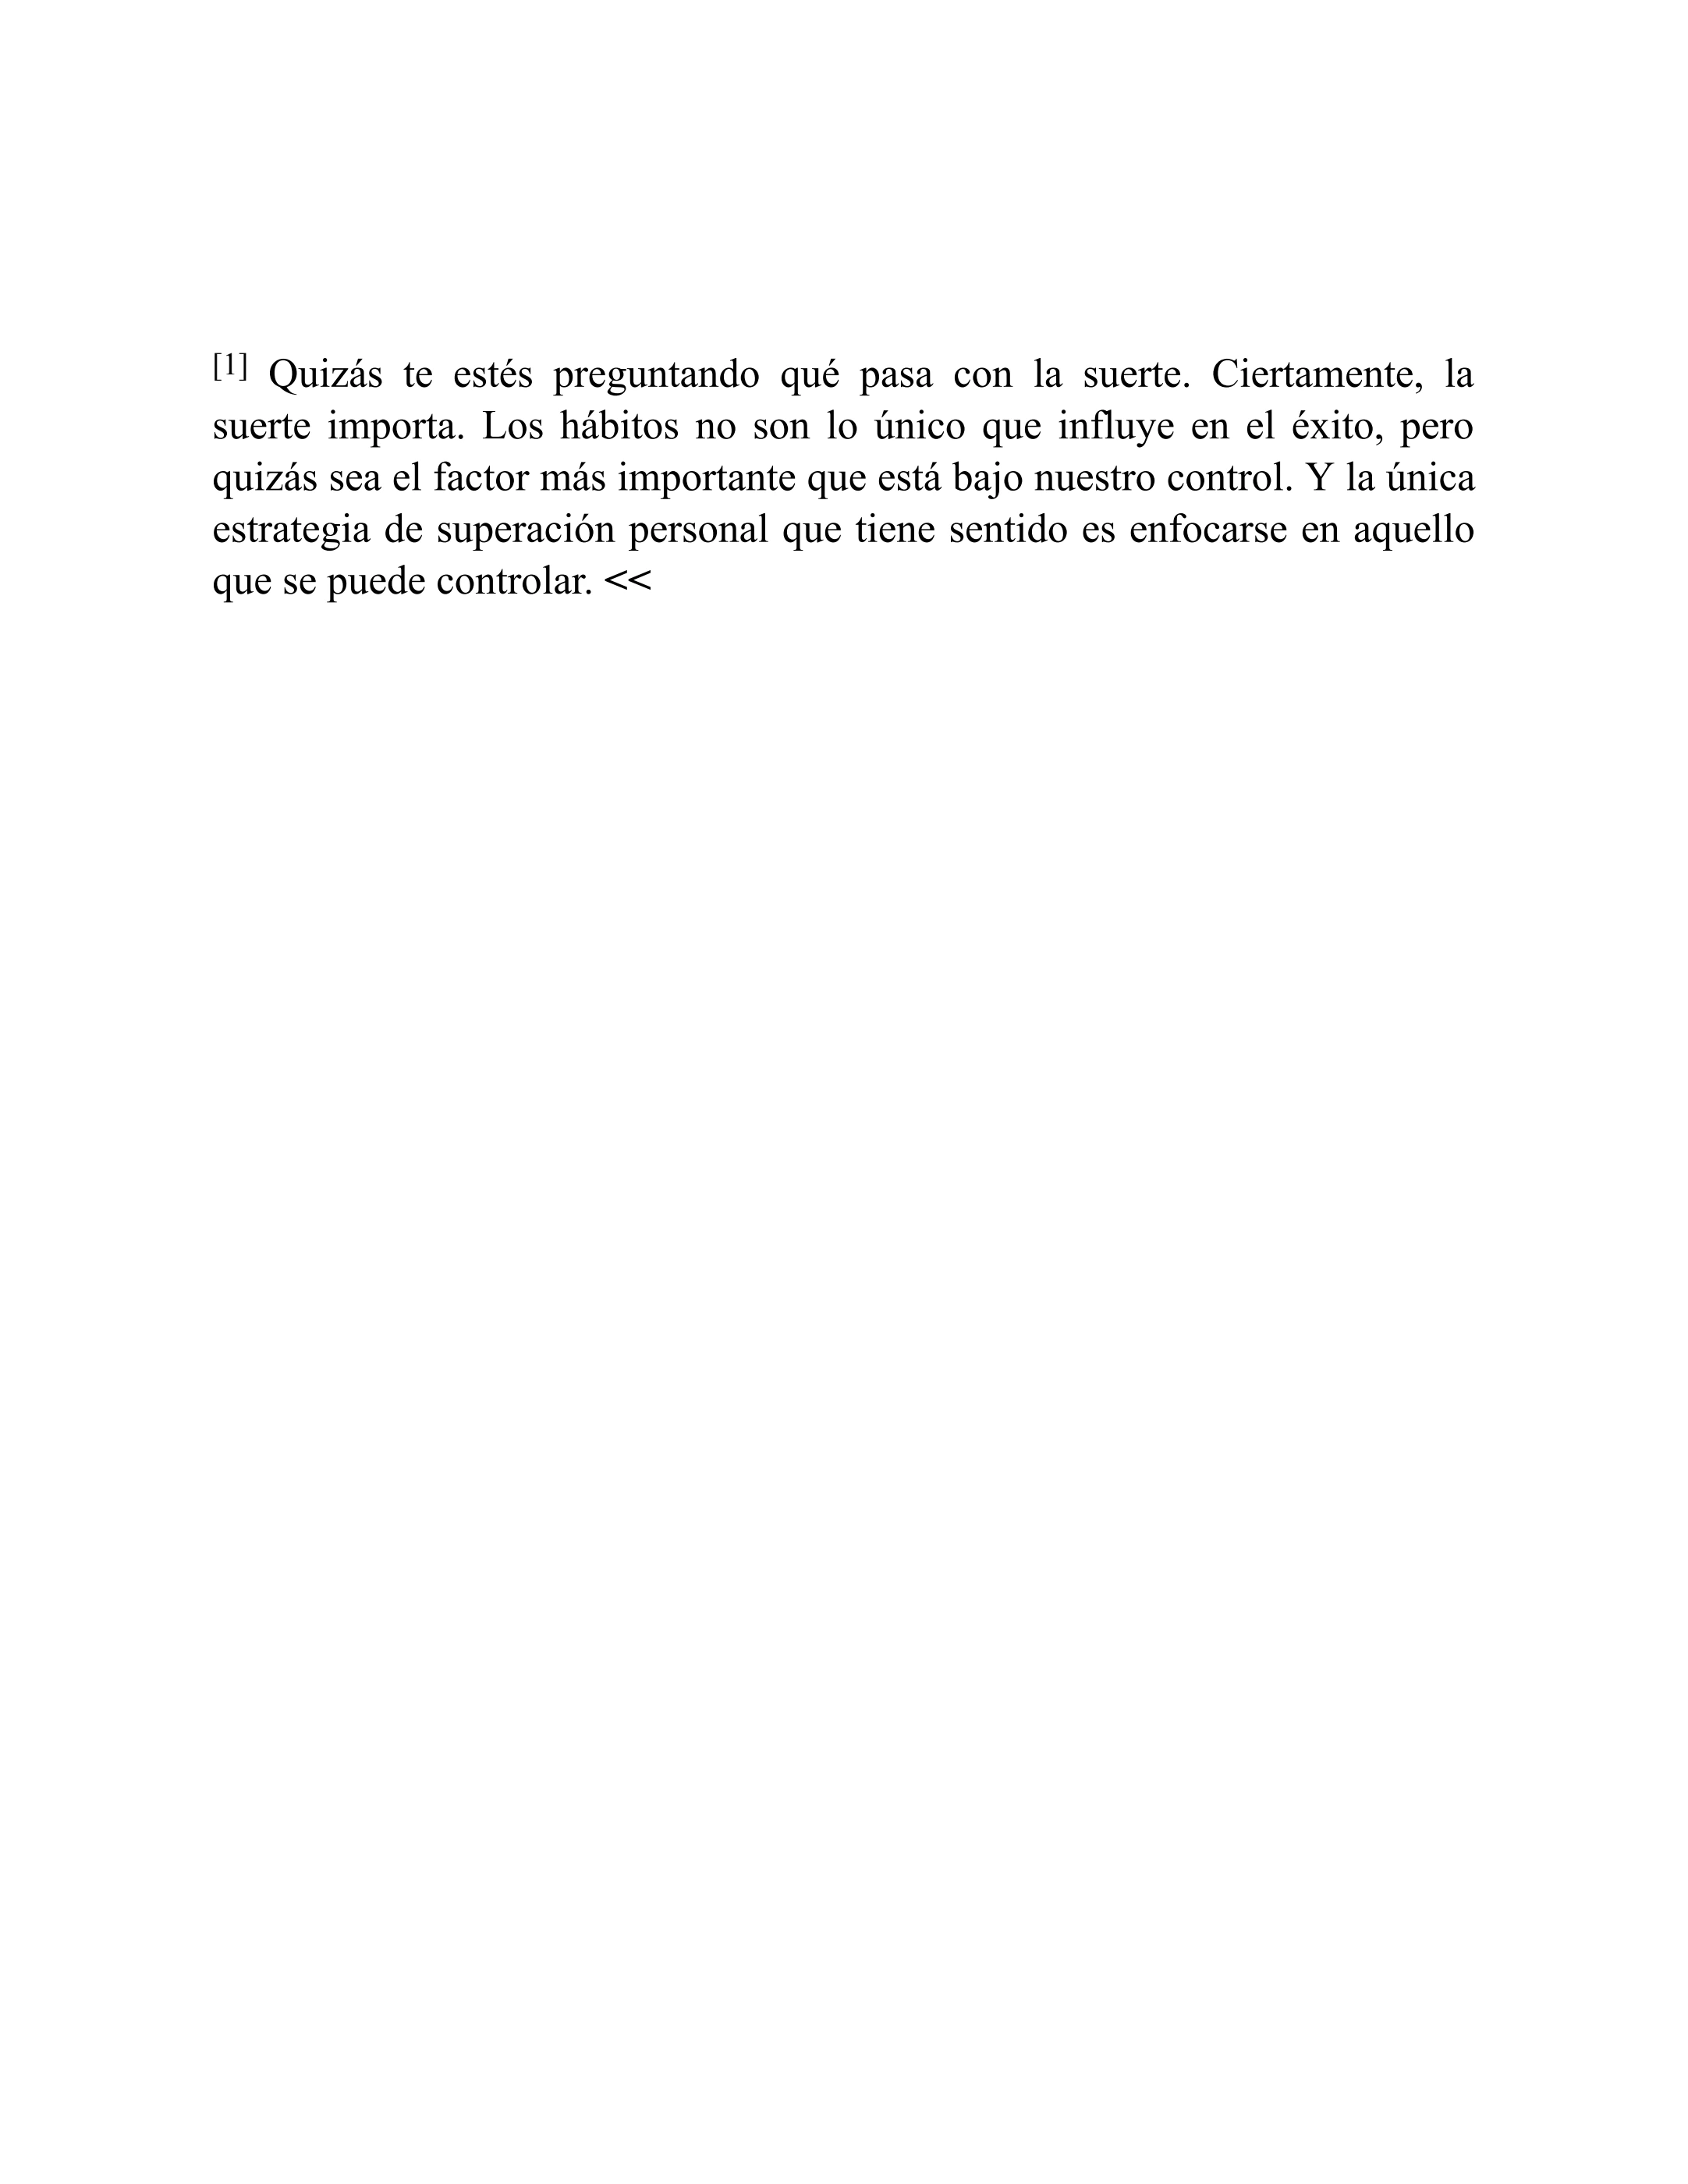 [1] Quizás te estés preguntando qué pasa con la suerte. Ciertamente, la
suerte importa. Los hábitos no son lo único que influye en el éxito, pero
quizás sea el factor más importante que está bajo nuestro control. Y la única
estrategia de superación personal que tiene sentido es enfocarse en aquello
que se puede controlar. <<